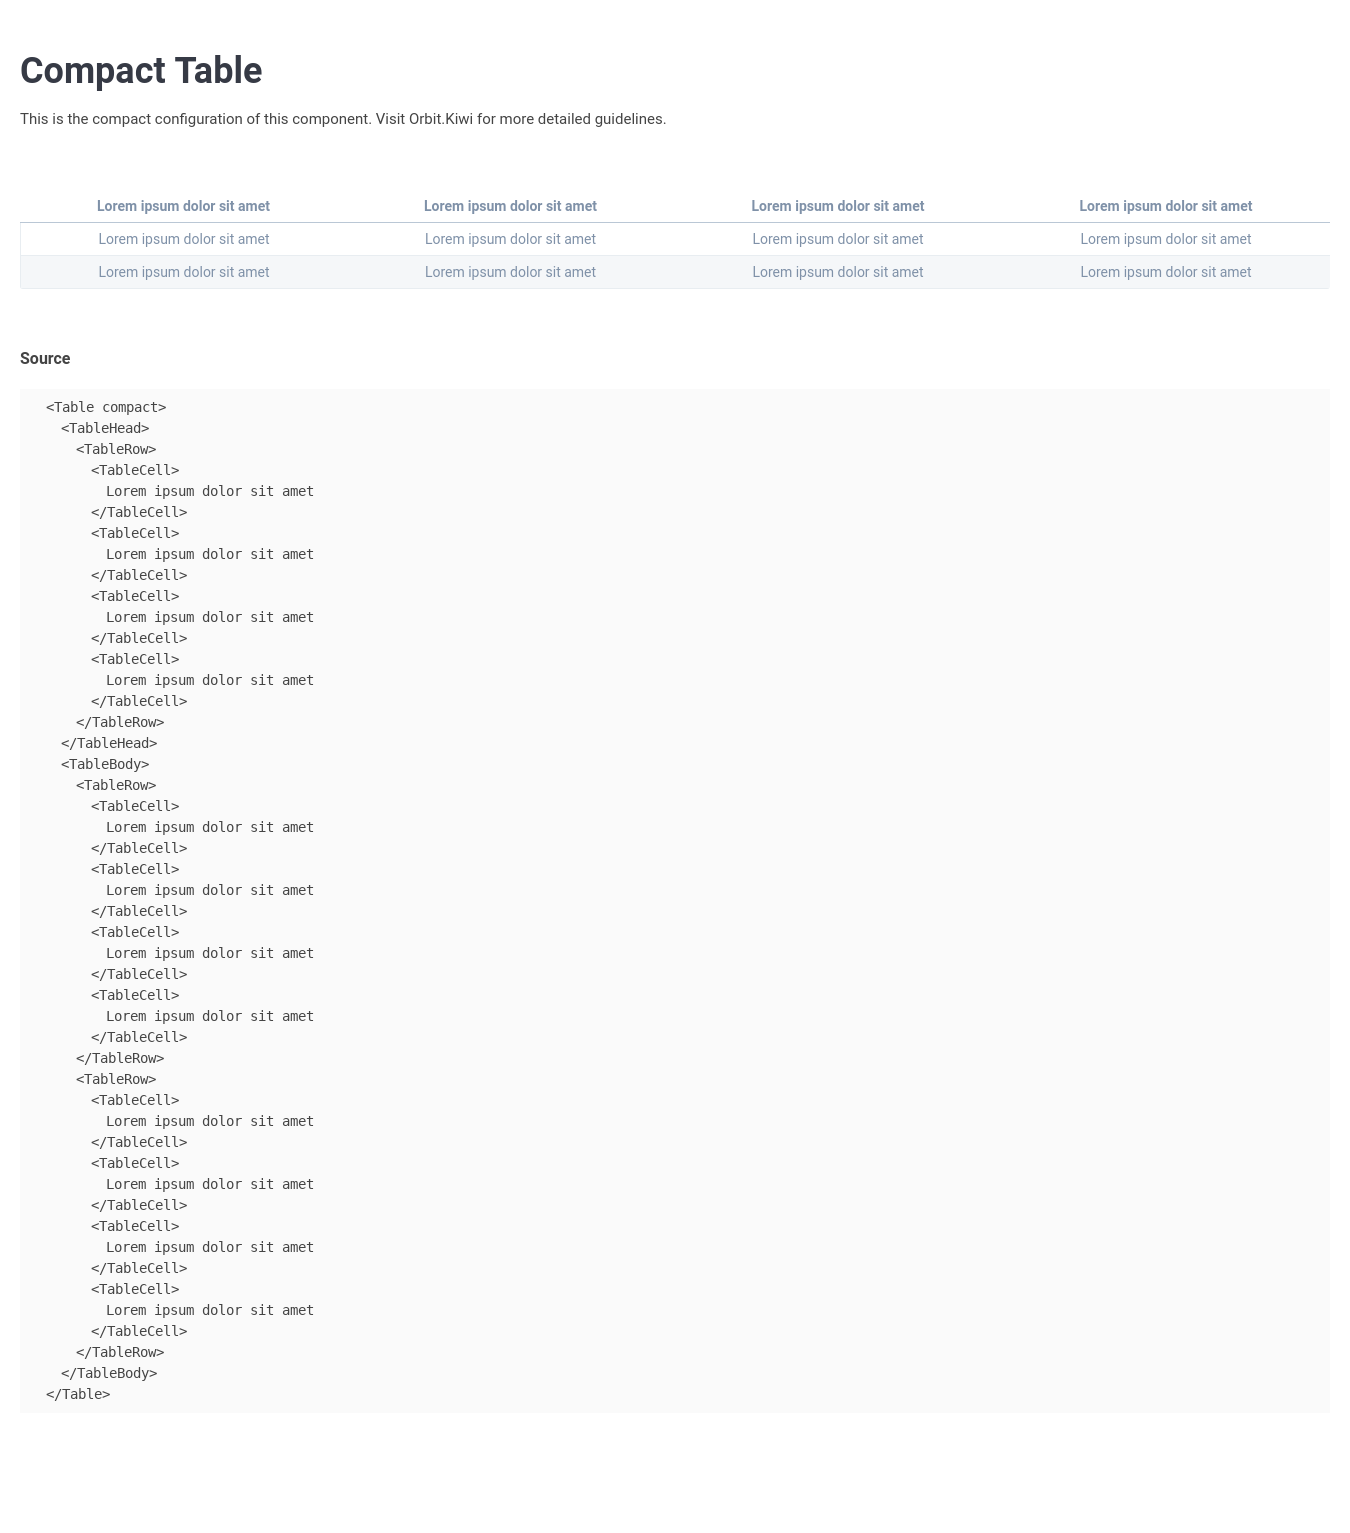 Compact Table
This is the compact configuration of this component. Visit Orbit.Kiwi for more detailed guidelines.
Lorem ipsum dolor sit amet Lorem ipsum dolor sit amet Lorem ipsum dolor sit amet Lorem ipsum dolor sit amet
Lorem ipsum dolor sit amet Lorem ipsum dolor sit amet Lorem ipsum dolor sit amet Lorem ipsum dolor sit amet
Lorem ipsum dolor sit amet Lorem ipsum dolor sit amet Lorem ipsum dolor sit amet Lorem ipsum dolor sit amet
Source
<Table compact>
<TableHead>
<TableRow>
<TableCell>
Lorem ipsum dolor sit amet
</TableCell>
<TableCell>
Lorem ipsum dolor sit amet
</TableCell>
<TableCell>
Lorem ipsum dolor sit amet
</TableCell>
<TableCell>
Lorem ipsum dolor sit amet
</TableCell>
</TableRow>
</TableHead>
<TableBody>
<TableRow>
<TableCell>
Lorem ipsum dolor sit amet
</TableCell>
<TableCell>
Lorem ipsum dolor sit amet
</TableCell>
<TableCell>
Lorem ipsum dolor sit amet
</TableCell>
<TableCell>
Lorem ipsum dolor sit amet
</TableCell>
</TableRow>
<TableRow>
<TableCell>
Lorem ipsum dolor sit amet
</TableCell>
<TableCell>
Lorem ipsum dolor sit amet
</TableCell>
<TableCell>
Lorem ipsum dolor sit amet
</TableCell>
<TableCell>
Lorem ipsum dolor sit amet
</TableCell>
</TableRow>
</TableBody>
</Table>